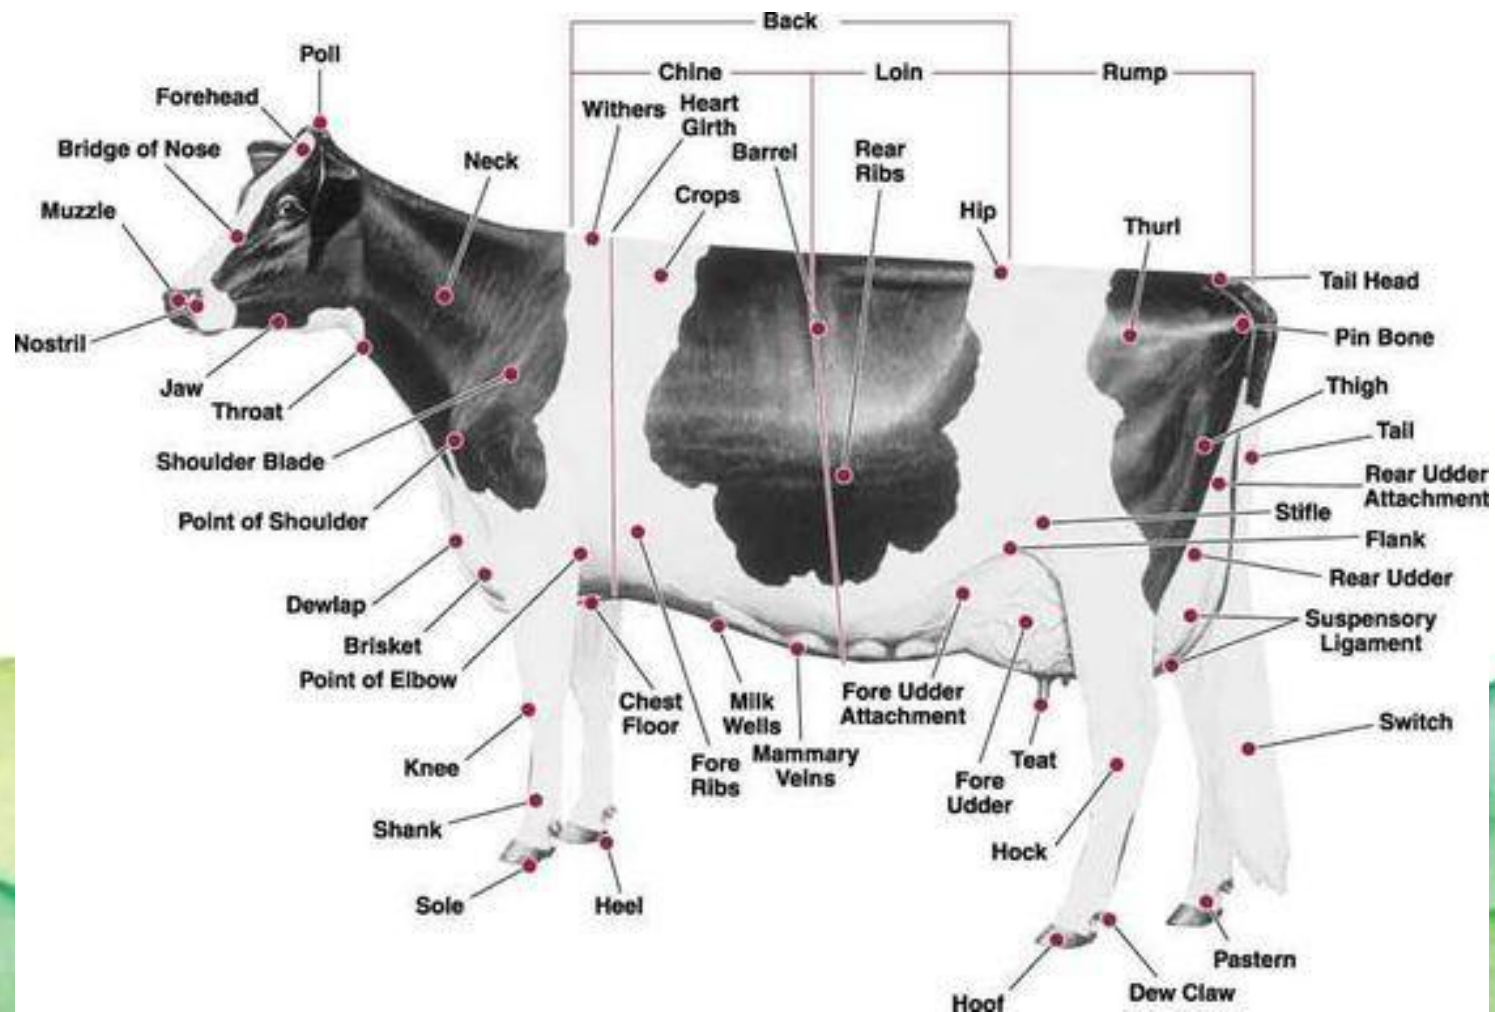 Back
Chine
Loin
Rump
Poll
Forehead
Bridge of Nose
Muzzle
Nostril
Jaw
Throat
Shoulder Blade
Point of Shoulder
Dewlap
Brisket
Point of Elbow
Knee
Shank
Sole
Heel
Neck
Withers
Heart
Girth
Crops
Barrel
Rear
Ribs
Hip
Thurl
Tail Head
Pin Bone
Thigh
Tail
Rear Udder
Attachment
Stifle
Flank
Rear Udder
Suspensory
Ligament
Switch
Chest
Floor
Fore
Ribs
Milk
Wells
Mammary
Veins
Fore Udder
Attachment
Fore
Udder
Teat
Hock
Hoof
Dew Claw
Pastern